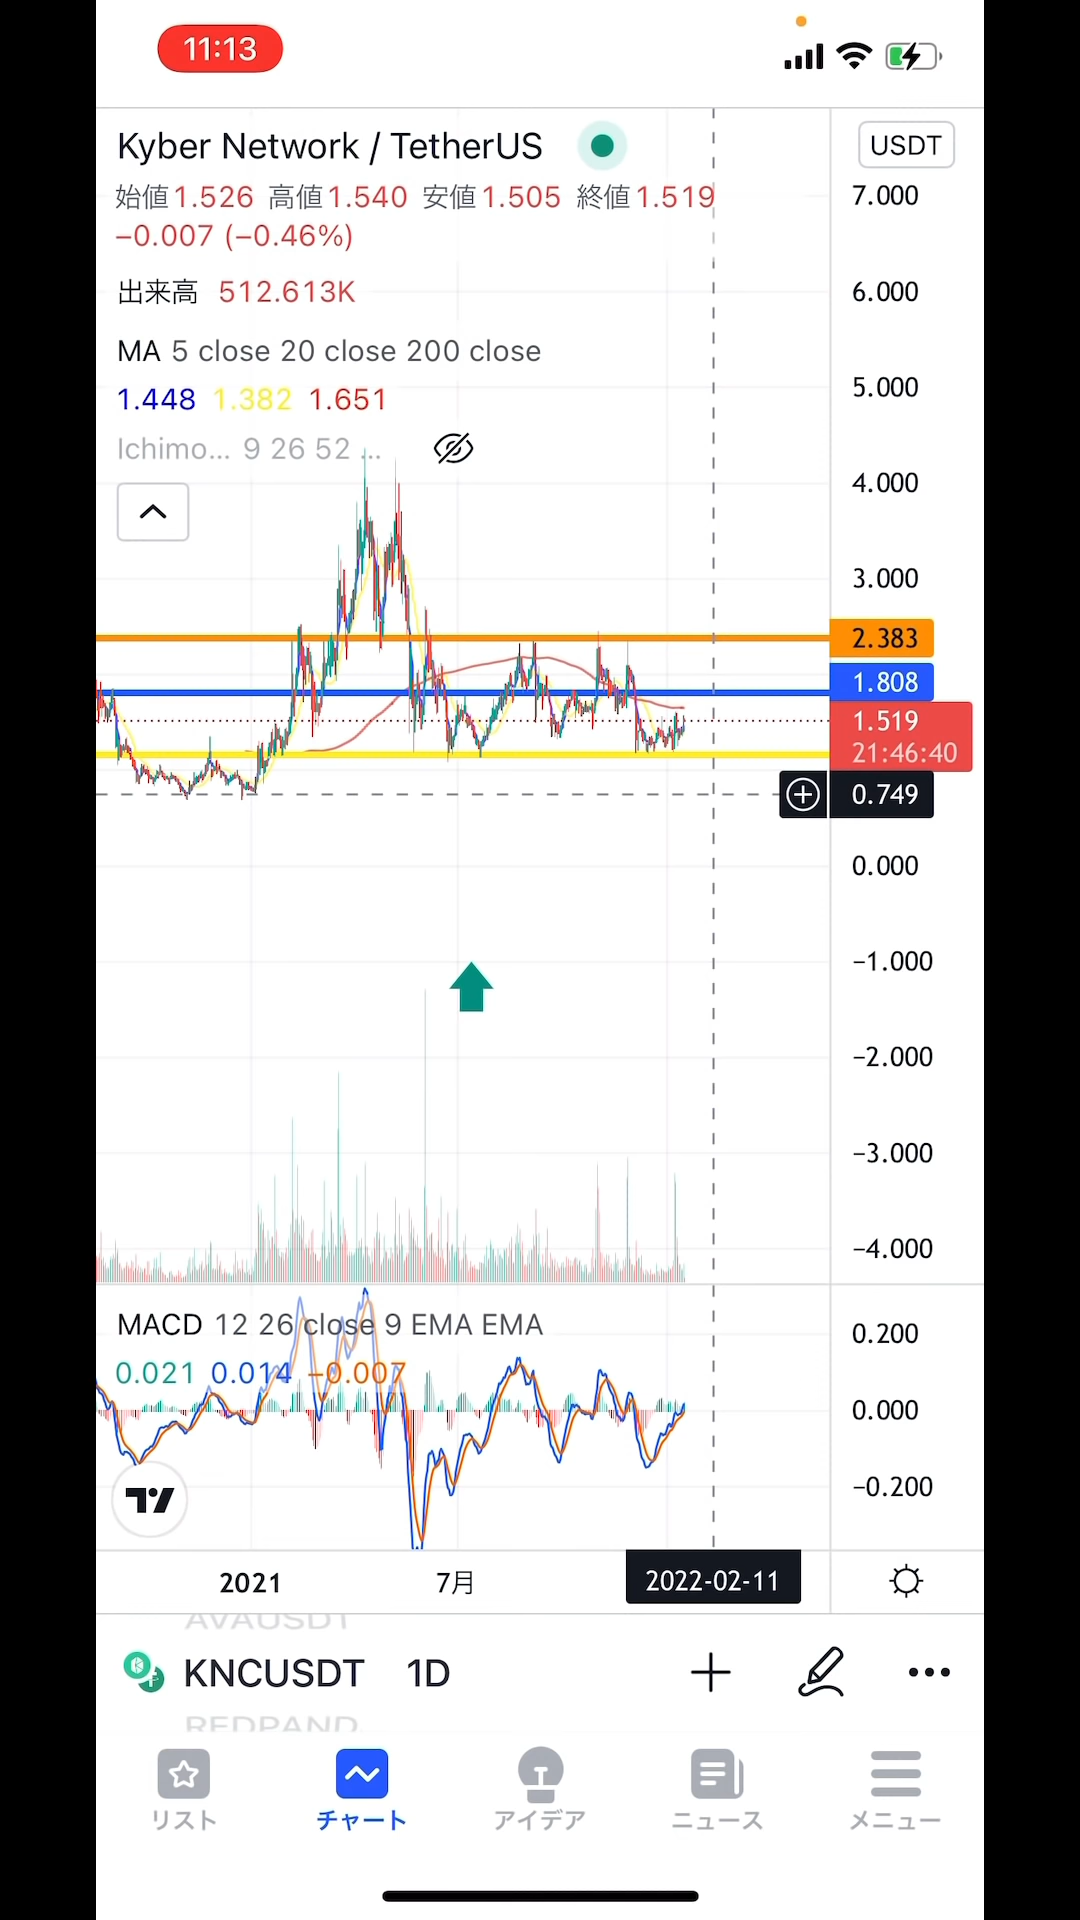 11:13
Kyber Network / TetherUS
USDT
始値1.526 高値1.540 安値1.505 終値1.519
−0.007 (−0.46%)
出来高 512.613K
MA 5 close 20 close 200 close
1.448 1.382 1.651
Ichimo... 9 26 52 ...
7.000
6.000
5.000
4.000
3.000
2.383
1.808
1.519
21:46:40
0.749
0.000
−1.000
−2.000
−3.000
−4.000
MACD 12 26 close 9 EMA EMA
0.021 0.014 −0.007
0.200
0.000
−0.200
2021 7月 2022-02-11
AVAUSDT
KNCUSDT 1D
REDPAND
リスト チャート アイデア ニュース メニュー